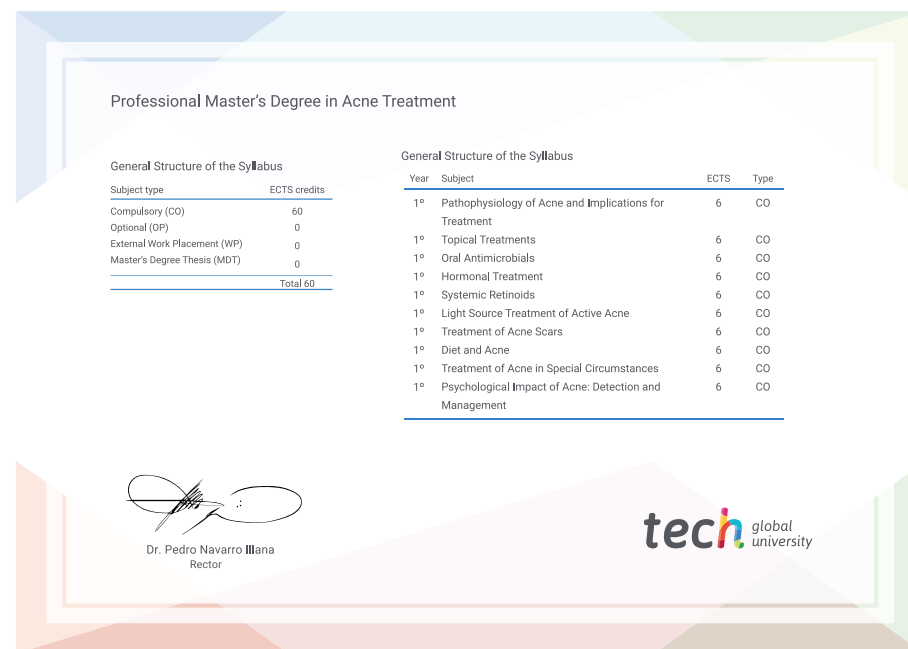 Professional Master's Degree in Acne Treatment
General Structure of the Syllabus
Subject type ECTS credits
Compulsory (CO) 60
Optional (OP) 0
External Work Placement (WP) 0
Master's Degree Thesis (MDT) 0
Total 60
General Structure of the Syllabus
Year Subject ECTS Type
1º Pathophysiology of Acne and Implications for 6 CO
Treatment
1º Topical Treatments 6 CO
1º Oral Antimicrobials 6 CO
1º Hormonal Treatment 6 CO
1º Systemic Retinoids 6 CO
1º Light Source Treatment of Active Acne 6 CO
1º Treatment of Acne Scars 6 CO
1º Diet and Acne 6 CO
1º Treatment of Acne in Special Circumstances 6 CO
1º Psychological Impact of Acne: Detection and 6 CO
Management
Dr. Pedro Navarro Illana
Rector
tech global
university